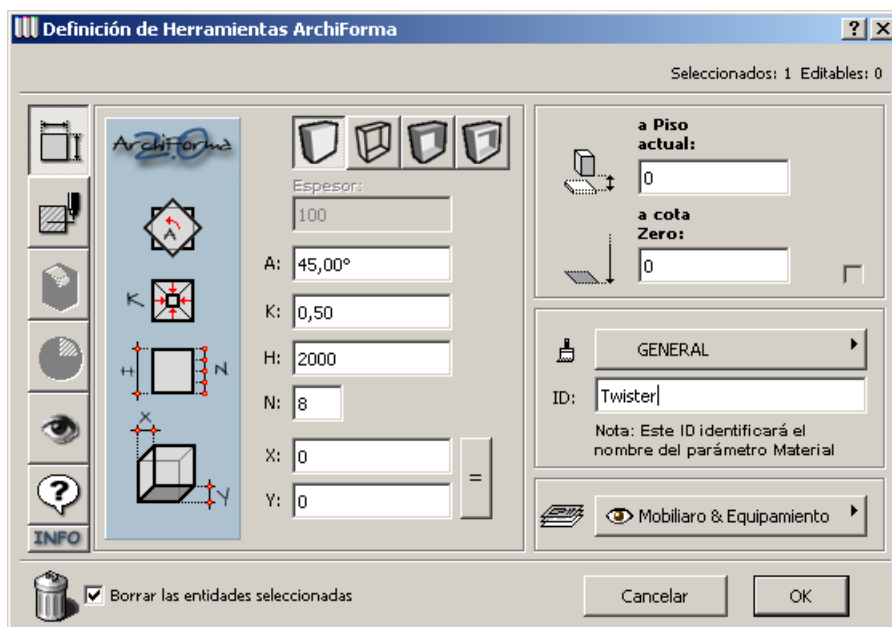 Definición de Herramientas ArchiForma
Seleccionados: 1 Editables: 0
ArchiForma
2.0
A
K
H
N
X
Y
INFO
Espesor:
100
A: 45,00°
K: 0,50
H: 2000
N: 8
X: 0
Y: 0
=
a Piso
actual:
0
a cota
Zero:
0
GENERAL
ID: Twister
Nota: Este ID identificará el
nombre del parámetro Material
Mobiliaro & Equipamiento
Borrar las entidades seleccionadas
Cancelar
OK